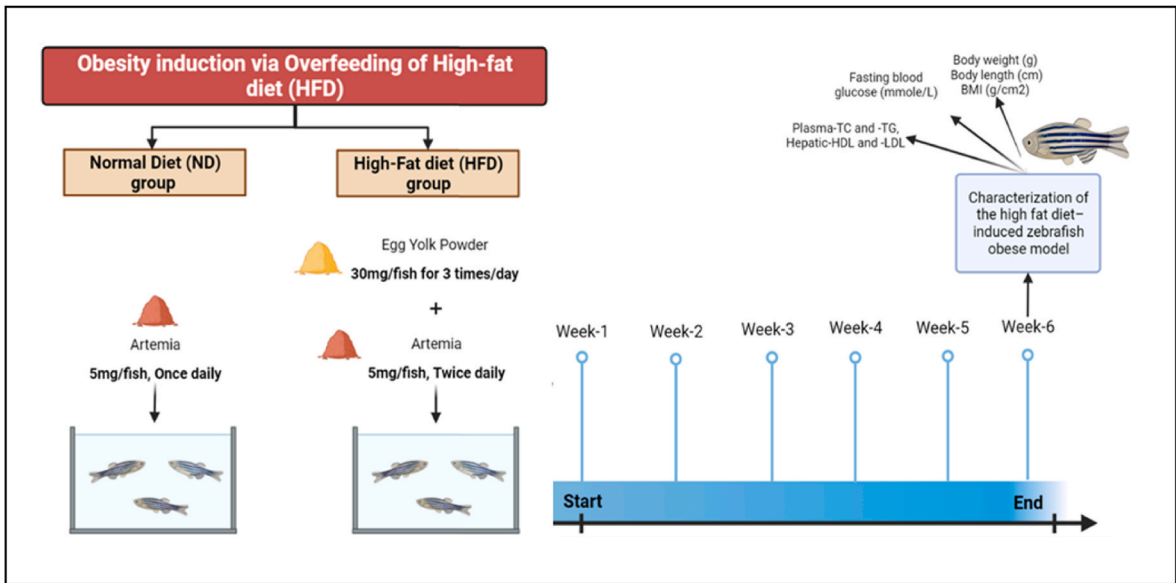 Obesity induction via Overfeeding of High-fat
diet (HFD)
Normal Diet (ND)
group
High-Fat diet (HFD)
group
Egg Yolk Powder
30mg/fish for 3 times/day
+
Artemia
5mg/fish, Once daily
Artemia
5mg/fish, Twice daily
Body weight (g)
Body length (cm)
BMI (g/cm2)
Fasting blood
glucose (mmole/L)
Plasma-TC and -TG,
Hepatic-HDL and -LDL
Characterization of
the high fat diet–
induced zebrafish
obese model
Week-1
Week-2
Week-3
Week-4
Week-5
Week-6
Start
End